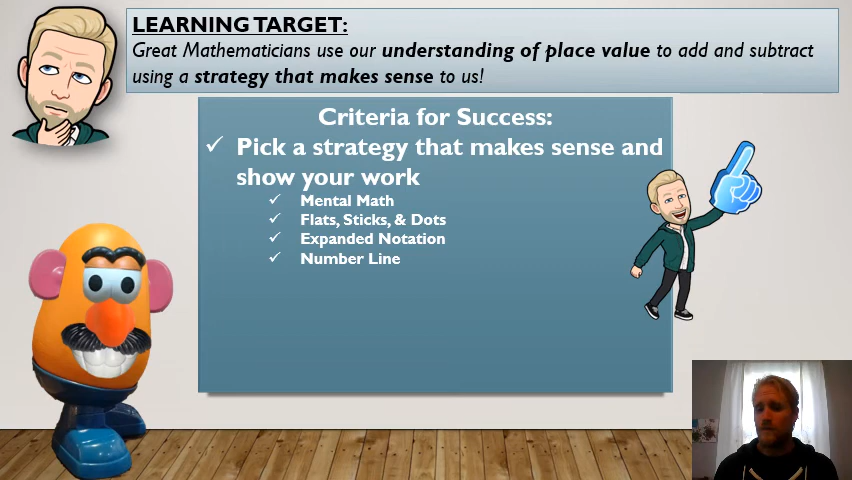 LEARNING TARGET:
Great Mathematicians use our understanding of place value to add and subtract
using a strategy that makes sense to us!
Criteria for Success:
✓ Pick a strategy that makes sense and
show your work
✓ Mental Math
✓ Flats, Sticks, & Dots
✓ Expanded Notation
✓ Number Line